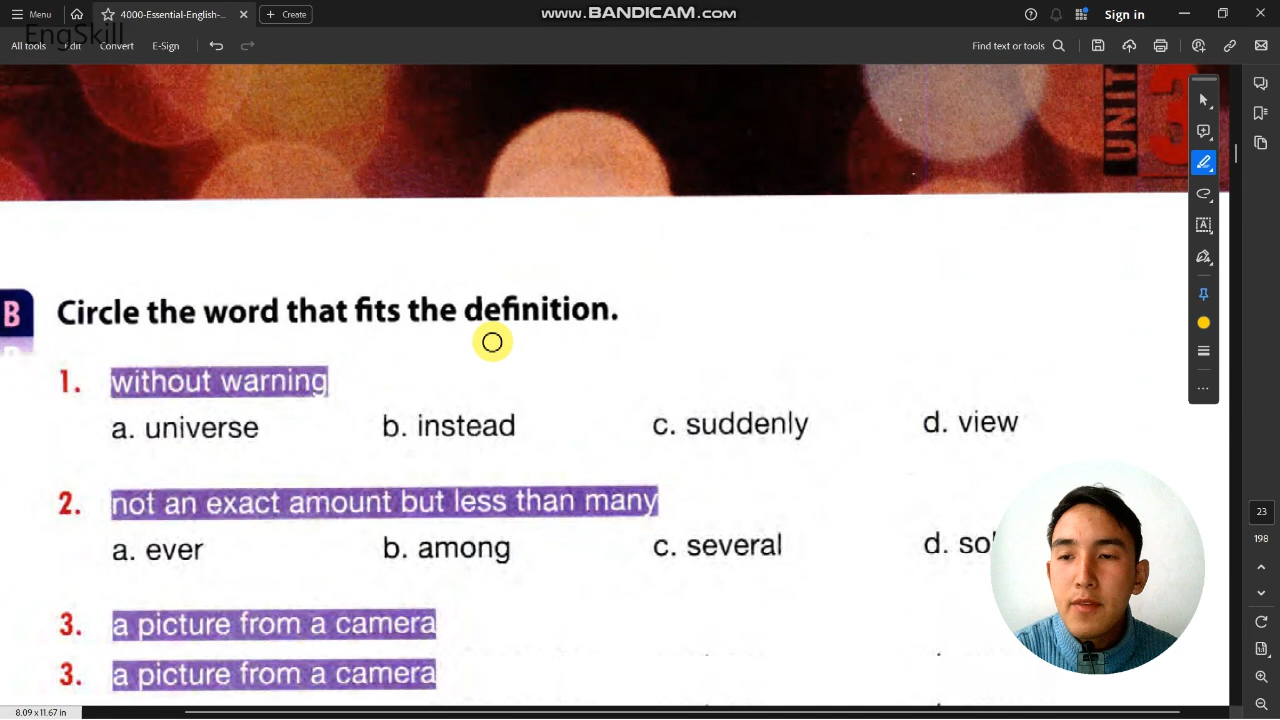 Menu
4000-Essential-English-...
Create
www.BANDICAM.com
Sign in
EngSkill
All tools Edit Convert E-Sign
Find text or tools
UNIT 3
B
Circle the word that fits the definition.
1. without warning
a. universe b. instead c. suddenly d. view
2. not an exact amount but less than many
a. ever b. among c. several d.
3. a picture from a camera
3. a picture from a camera
23
198
8.09 x 11.67 in